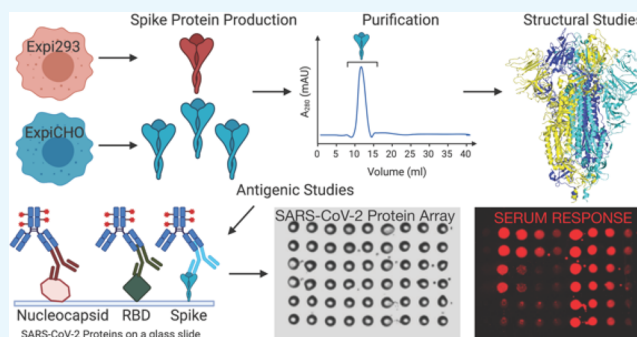 Spike Protein Production
Purification
Structural Studies
Expi293
ExpiCHO
A280 (mAU)
0 5 10 15 20 25 30 35 40
Volume (ml)
Antigenic Studies
SARS-CoV-2 Protein Array
SERUM RESPONSE
Nucleocapsid RBD Spike
SARS-CoV-2 Proteins on a glass slide